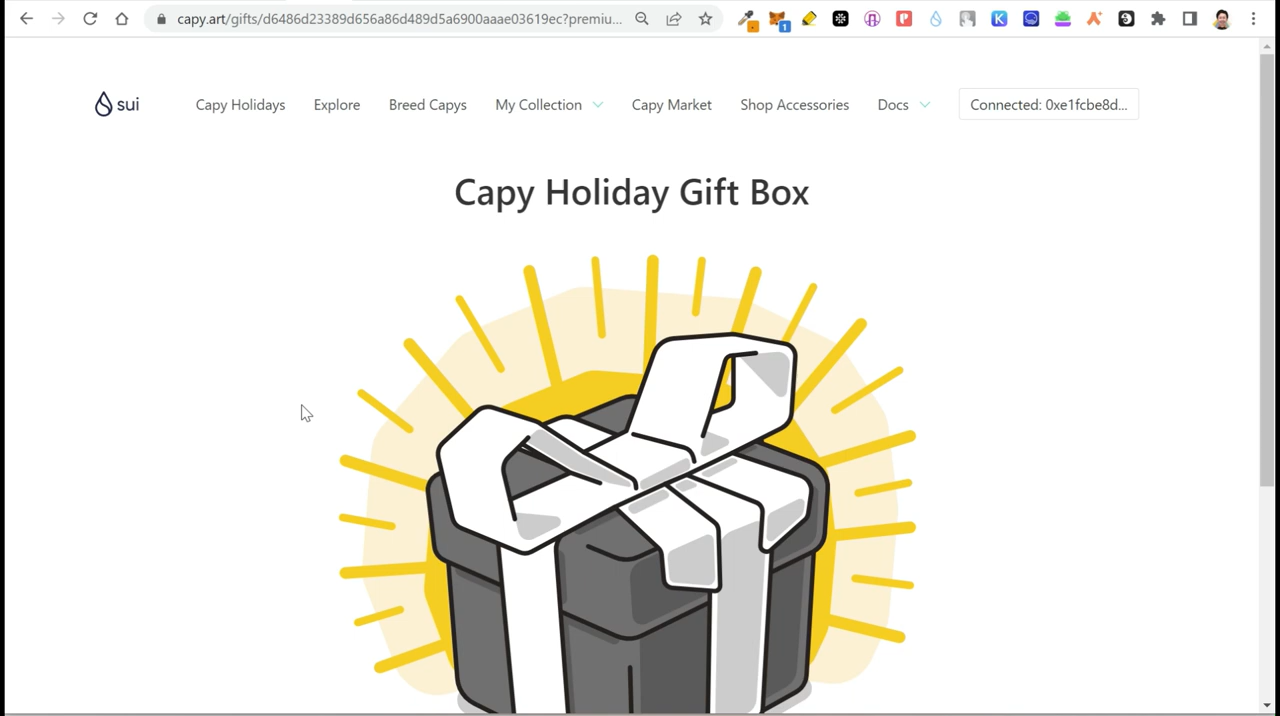 capy.art/gifts/d6486d23389d656a86d489d5a6900aaae03619ec?premiu...
1
sui
Capy Holidays
Explore
Breed Capys
My Collection
Capy Market
Shop Accessories
Docs
Connected: 0xe1fcbe8d...
Capy Holiday Gift Box